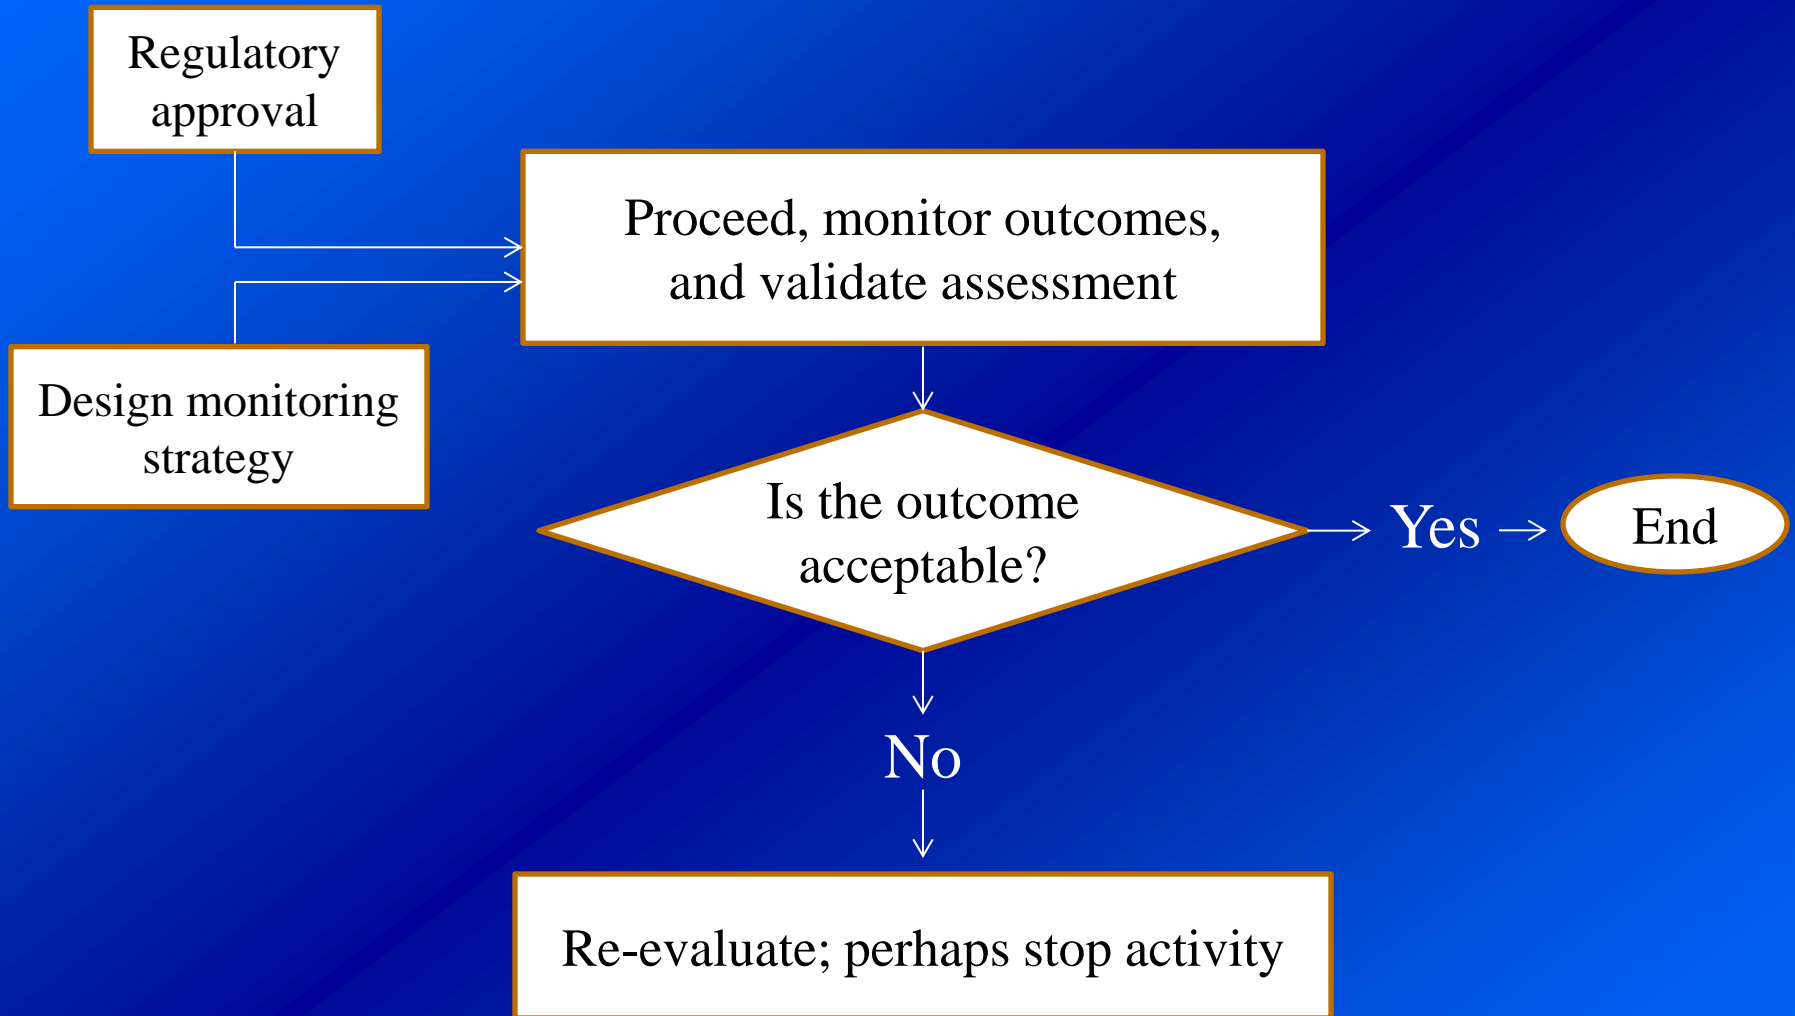 Regulatory
approval
Proceed, monitor outcomes,
and validate assessment
Design monitoring
strategy
Is the outcome
acceptable?
Yes
End
No
Re-evaluate; perhaps stop activity